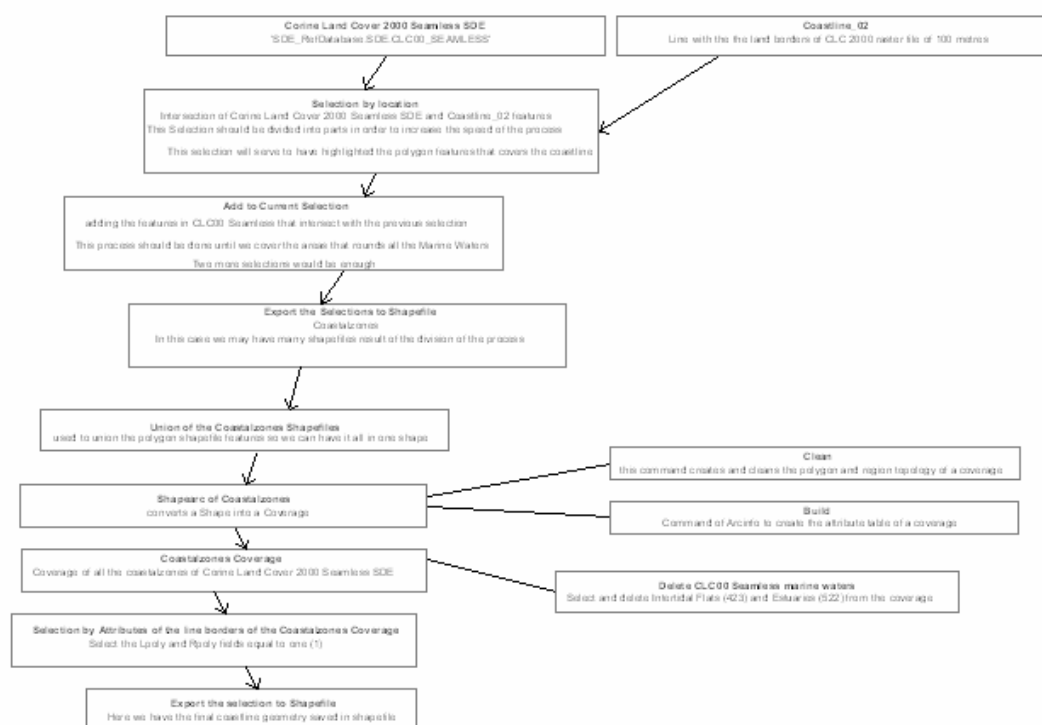 Corine Land Cover 2000 Seamless SDE
'SDE_RefDatabase.SDE.CLC00_SEAMLESS'
Coastline_02
Line with the the land borders of CLC 2000 raster file of 100 metres
Selection by location
Intersection of Corine Land Cover 2000 Seamless SDE and Coastline_02 features
This Selection should be divided into parts in order to increase the speed of the process
This selection will serve to have highlighted the polygon features that covers the coastline
Add to Current Selection
adding the features in CLC00 Seamless that intersect with the previous selection
This process should be done until we cover the areas that rounds all the Marine Waters
Two more selections would be enough
Export the Selections to Shapefile
Coastalzones
In this case we may have many shapefiles result of the division of the process
Union of the Coastalzones Shapefiles
used to union the polygon shapefile features so we can have it all in one shape
Clean
this command creates and cleans the polygon and region topology of a coverage
Shapearc of Coastalzones
converts a Shape into a Coverage
Build
Command of Arcinfo to create the attribute table of a coverage
Coastalzones Coverage
Coverage of all the coastalzones of Corine Land Cover 2000 Seamless SDE
Delete CLC00 Seamless marine waters
Select and delete Intertidal Flats (423) and Estuaries (522) from the coverage
Selection by Attributes of the line borders of the Coastalzones Coverage
Select the Lpoly and Rpoly fields equal to one (1)
Export the selection to Shapefile
Here we have the final coastline geometry saved in shapefile